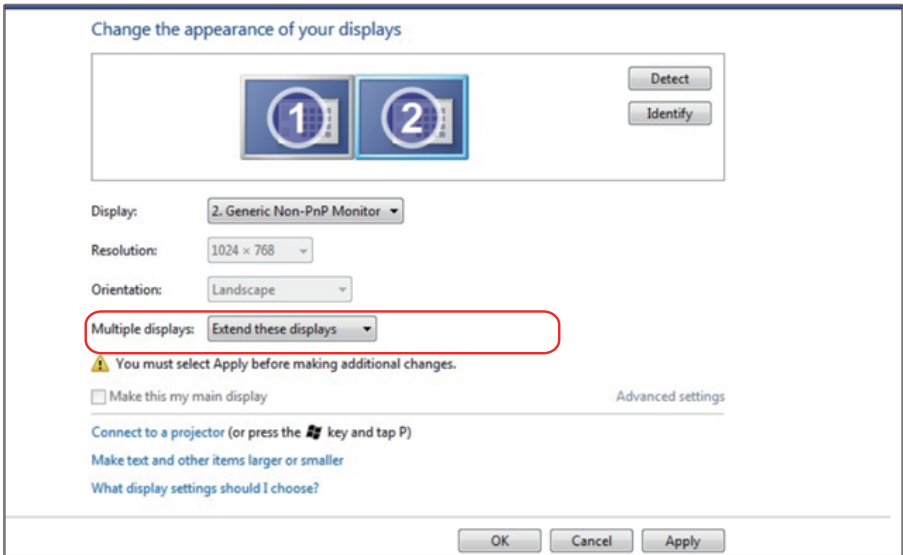 Change the appearance of your displays
1
2
Detect
Identify
Display: 2. Generic Non-PnP Monitor
Resolution: 1024 × 768
Orientation: Landscape
Multiple displays: Extend these displays
You must select Apply before making additional changes.
Make this my main display
Advanced settings
Connect to a projector (or press the key and tap P)
Make text and other items larger or smaller
What display settings should I choose?
OK
Cancel
Apply